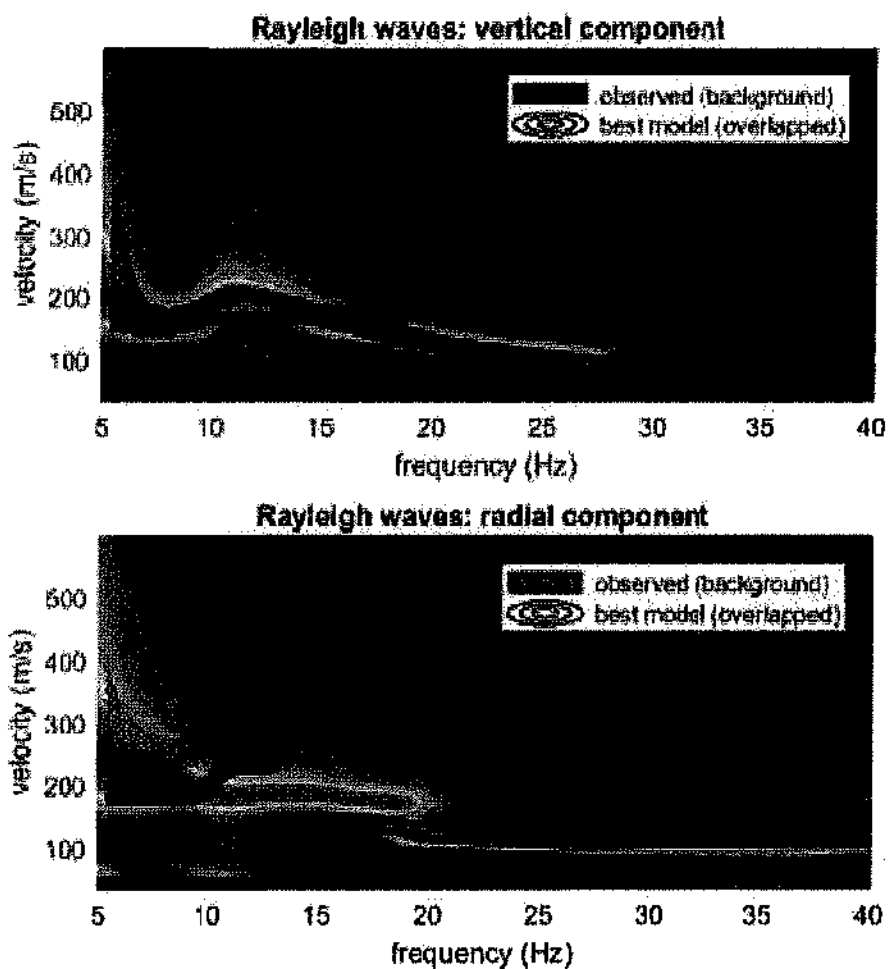 Rayleigh waves: vertical component
observed (background)
best model (overlapped)
velocity (m/s)
500
400
300
200
100
5 10 15 20 25 30 35 40
frequency (Hz)
Rayleigh waves: radial component
observed (background)
best model (overlapped)
velocity (m/s)
500
400
300
200
100
5 10 15 20 25 30 35 40
frequency (Hz)